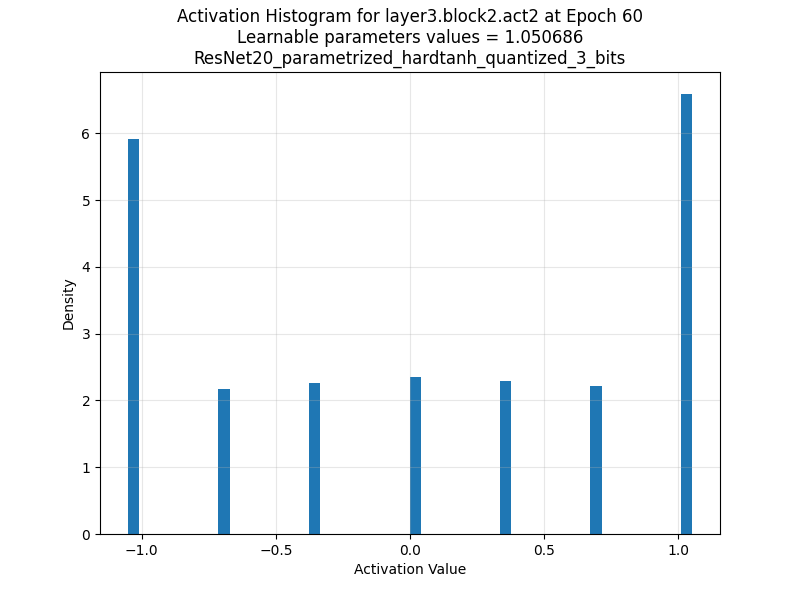 Activation Histogram for layer3.block2.act2 at Epoch 60
Learnable parameters values = 1.050686
ResNet20_parametrized_hardtanh_quantized_3_bits
Density
6
5
4
3
2
1
0
−1.0 −0.5 0.0 0.5 1.0
Activation Value